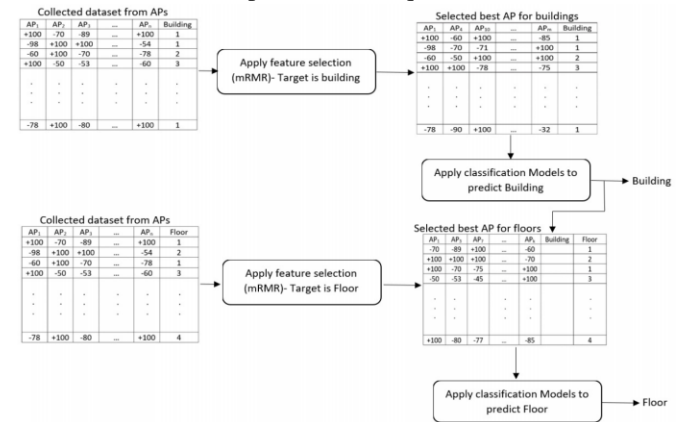 Collected dataset from APs
AP₁ AP₂ AP₃ ... APₙ Building
+100 -70 -89 ... +100 1
-98 +100 +100 ... -54 1
-60 +100 -70 ... -78 2
+100 -50 -53 ... -60 3
. . . . .
. . . . .
. . . . .
-78 +100 -80 ... +100 1
Apply feature selection
(mRMR)- Target is building
Selected best AP for buildings
AP₁ AP₄ AP₁₀ ... APₘ Building
+100 -60 +100 ... -85 1
-98 -70 -71 ... +100 1
-60 -50 +100 ... +100 2
+100 +100 -78 ... -75 3
. . . . .
. . . . .
. . . . .
-78 -90 +100 ... -32 1
Apply classification Models to
predict Building
Building
Collected dataset from APs
AP₁ AP₂ AP₃ ... APₙ Floor
+100 -70 -89 ... +100 1
-98 +100 +100 ... -54 2
-60 +100 -70 ... -78 1
+100 -50 -53 ... -60 3
. . . . .
. . . . .
. . . . .
-78 +100 -80 ... +100 4
Apply feature selection
(mRMR)- Target is Floor
Selected best AP for floors
... Building Floor
-70 -89 +100 ... -60 1
+100 +100 +100 ... -70 2
+100 -70 -75 ... +100 1
-50 -53 -45 ... +100 3
. . . . .
. . . . .
. . . . .
+100 -80 -77 ... -85 4
Apply classification Models to
predict Floor
Floor